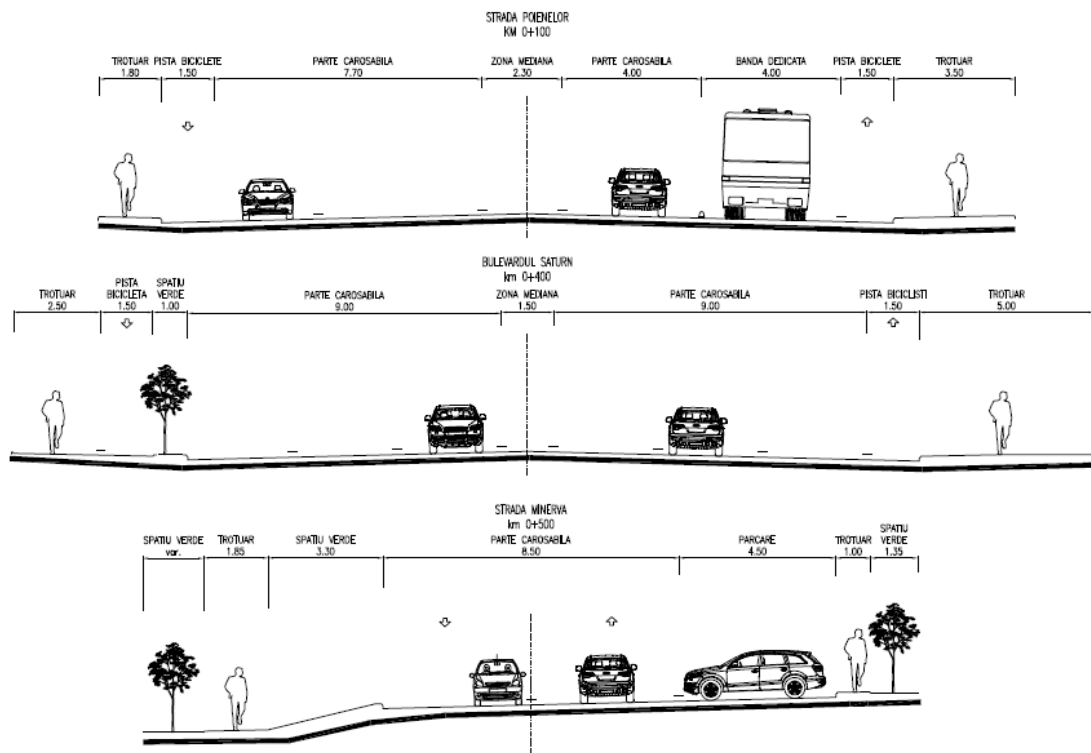 STRADA POIENELOR
KM 0+100
TROTUAR PISTA BICICLETE PARTE CAROSABILA ZONA MEDIANA PARTE CAROSABILA BANDA DEDICATA PISTA BICICLETE TROTUAR
1.80 1.50 7.70 2.30 4.00 4.00 1.50 3.50
BULEVARDUL SATURN
km 0+400
PISTA SPATIU
TROTUAR BICICLETA VERDE PARTE CAROSABILA ZONA MEDIANA PARTE CAROSABILA PISTA BICICLISTI TROTUAR
2.50 1.50 1.00 9.00 1.50 9.00 1.50 5.00
STRADA MINERVA
km 0+500
SPATIU
SPATIU VERDE TROTUAR SPATIU VERDE PARTE CAROSABILA PARCARE TROTUAR VERDE
var. 1.85 3.30 8.50 4.50 1.00 1.35